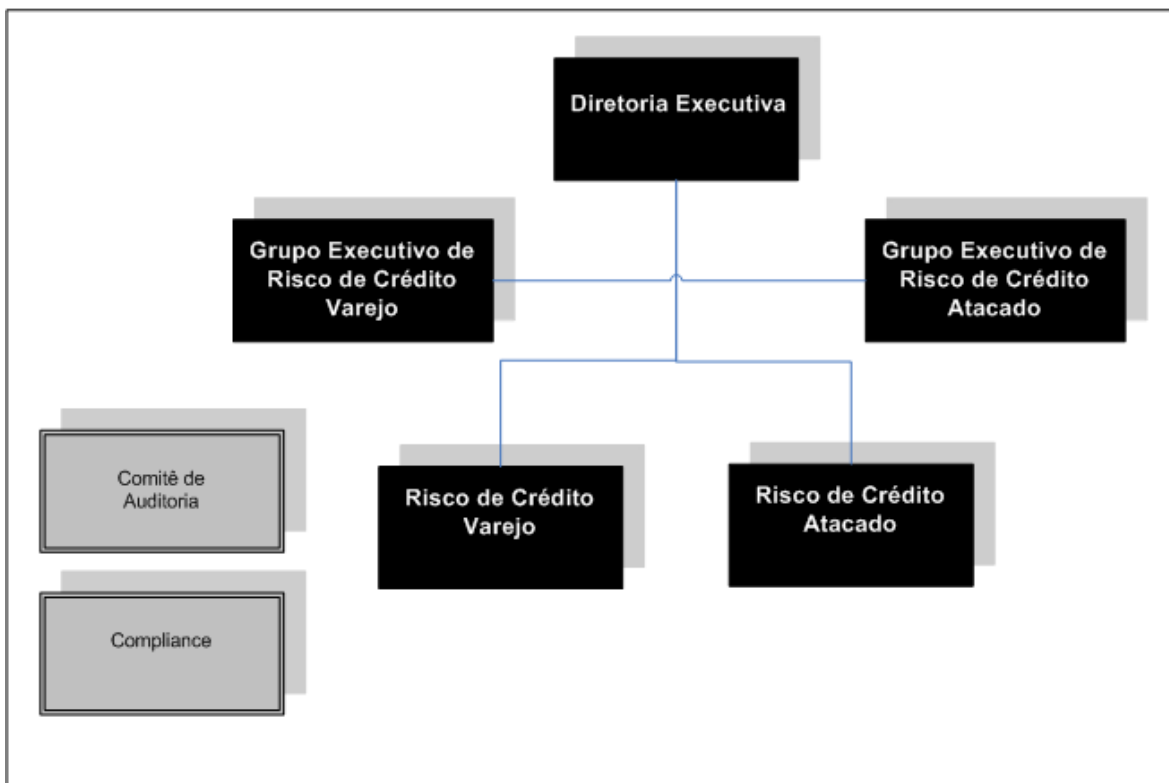 Diretoria Executiva
Grupo Executivo de
Risco de Crédito
Varejo
Grupo Executivo de
Risco de Crédito
Atacado
Comitê de
Auditoria
Risco de Crédito
Varejo
Risco de Crédito
Atacado
Compliance